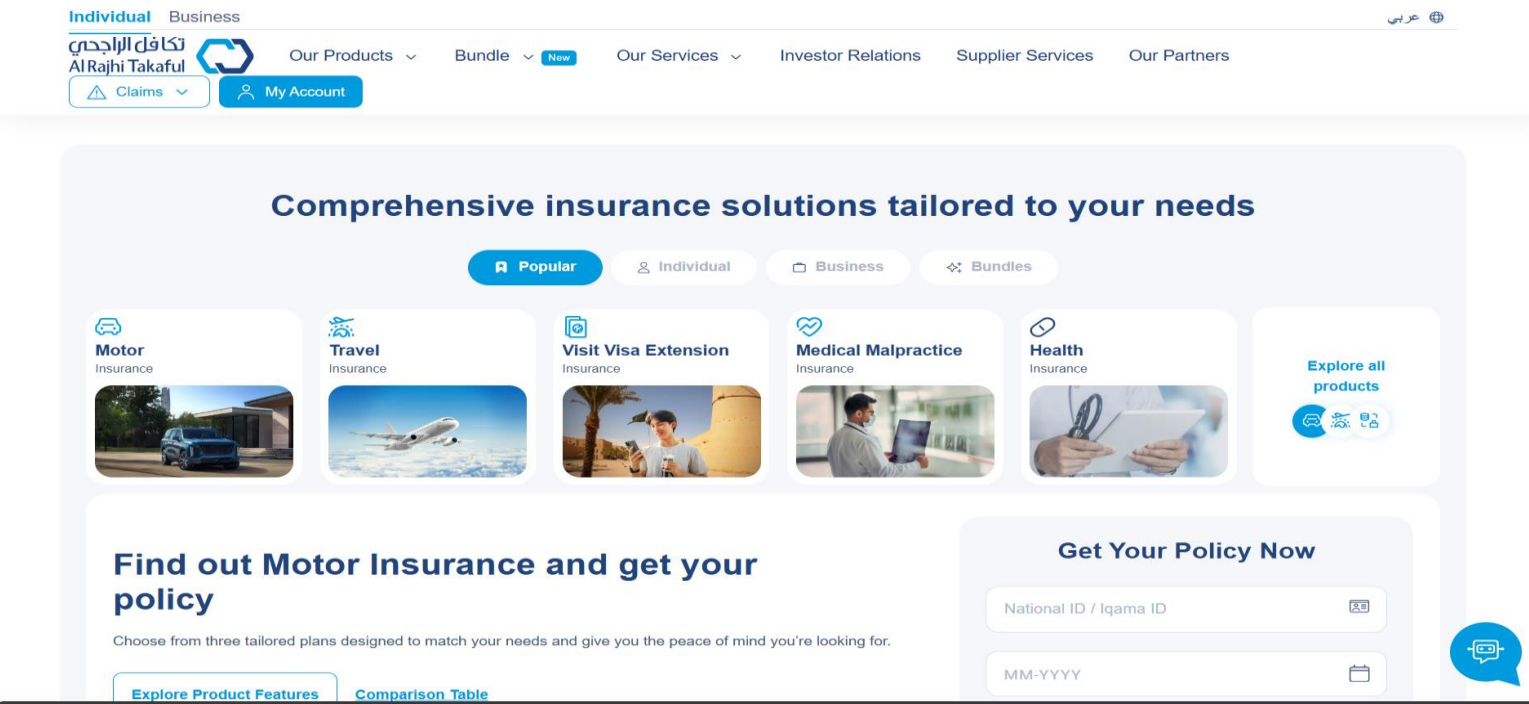 Individual
Business
عربي
تكافل الراجحي
Al Rajhi Takaful
Our Products
Bundle
New
Our Services
Investor Relations
Supplier Services
Our Partners
Claims
My Account
Comprehensive insurance solutions tailored to your needs
Popular
Individual
Business
Bundles
Motor
Insurance
Travel
Insurance
Visit Visa Extension
Insurance
Medical Malpractice
Insurance
Health
Insurance
Explore all
products
Find out Motor Insurance and get your
policy
Choose from three tailored plans designed to match your needs and give you the peace of mind you're looking for.
Explore Product Features
Comparison Table
Get Your Policy Now
National ID / Iqama ID
MM-YYYY